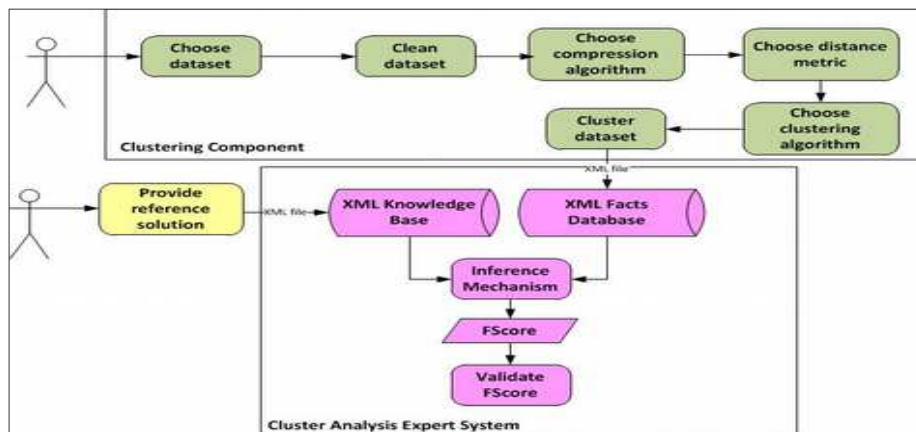 Choose
dataset
Clean
dataset
Choose
compression
algorithm
Choose distance
metric
Choose
clustering
algorithm
Cluster
dataset
Clustering Component
XML file
Provide
reference
solution
XML file
XML Knowledge
Base
XML Facts
Database
Inference
Mechanism
FScore
Validate
FScore
Cluster Analysis Expert System